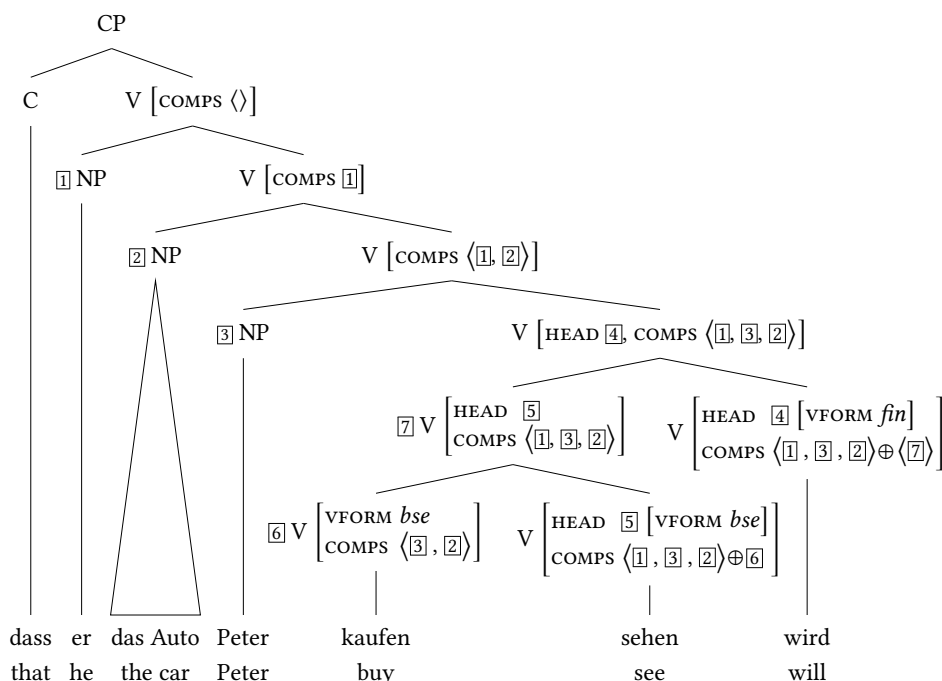 CP
C V [COMPS ⟨⟩]
1 NP V [COMPS 1]
2 NP V [COMPS ⟨1, 2⟩]
3 NP V [HEAD 4, COMPS ⟨1, 3, 2⟩]
7 V [HEAD 5 COMPS ⟨1, 3, 2⟩] V [HEAD 4 [VFORM fin] COMPS ⟨1 , 3 , 2⟩⊕⟨7⟩]
6 V [VFORM bse COMPS ⟨3 , 2⟩] V [HEAD 5 [VFORM bse] COMPS ⟨1 , 3 , 2⟩⊕6]
dass er das Auto Peter kaufen sehen wird
that he the car Peter buy see will